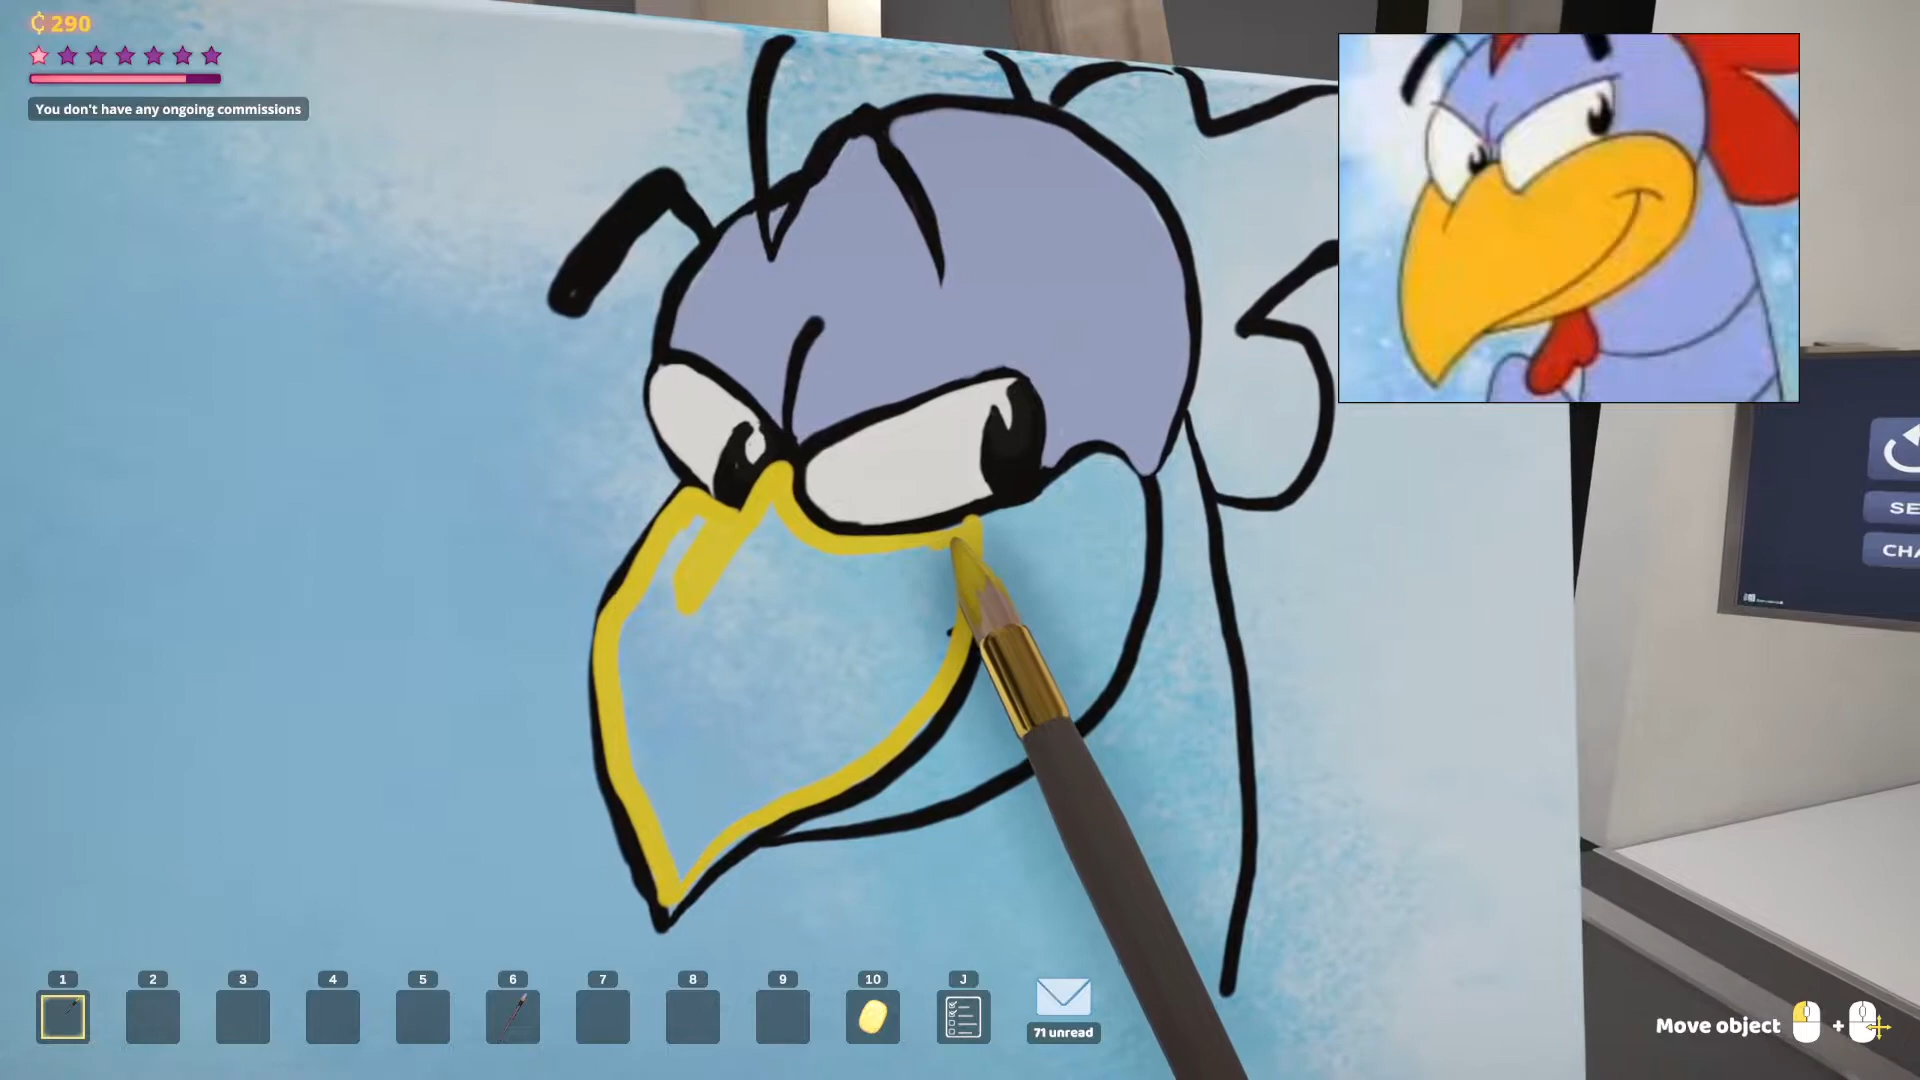 ₵ 290
You don't have any ongoing commissions
SE
CHA
1 2 3 4 5 6 7 8 9 10 J
71 unread
Move object +